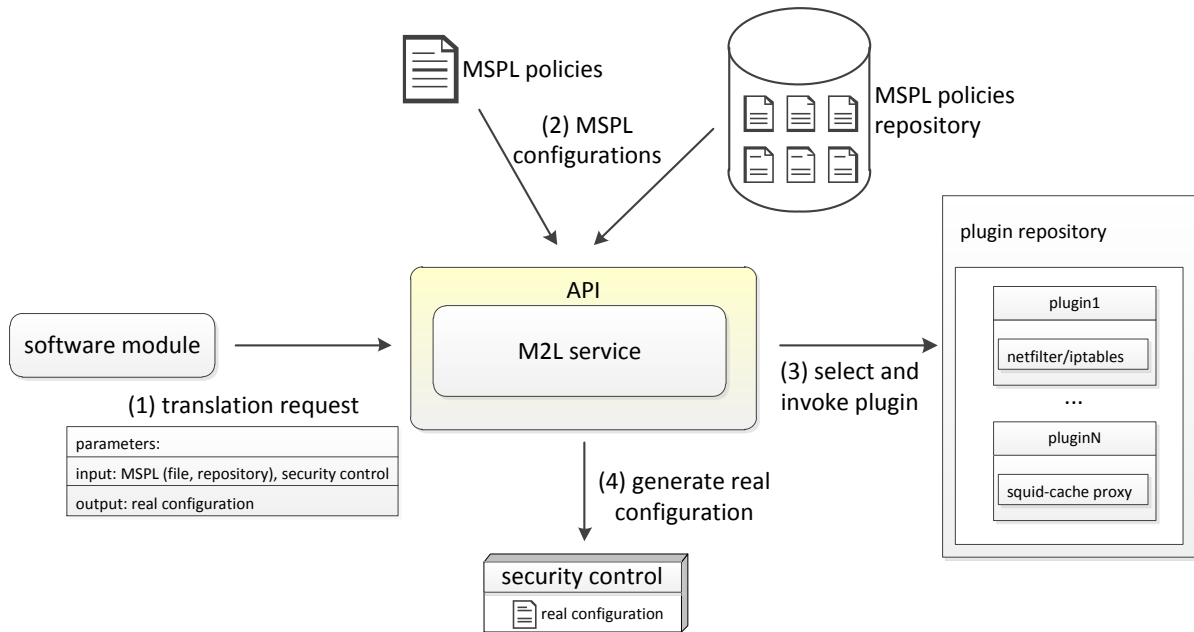 MSPL policies
MSPL policies
repository
(2) MSPL
configurations
plugin repository
API
M2L service
software module
plugin1
netfilter/iptables
...
pluginN
squid-cache proxy
(3) select and
invoke plugin
(1) translation request
parameters:
input: MSPL (file, repository), security control
output: real configuration
(4) generate real
configuration
security control
real configuration